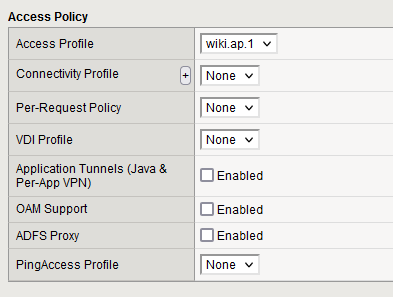 Access Policy
Access Profile wiki.ap.1
Connectivity Profile + None
Per-Request Policy None
VDI Profile None
Application Tunnels (Java &
Per-App VPN) Enabled
OAM Support Enabled
ADFS Proxy Enabled
PingAccess Profile None